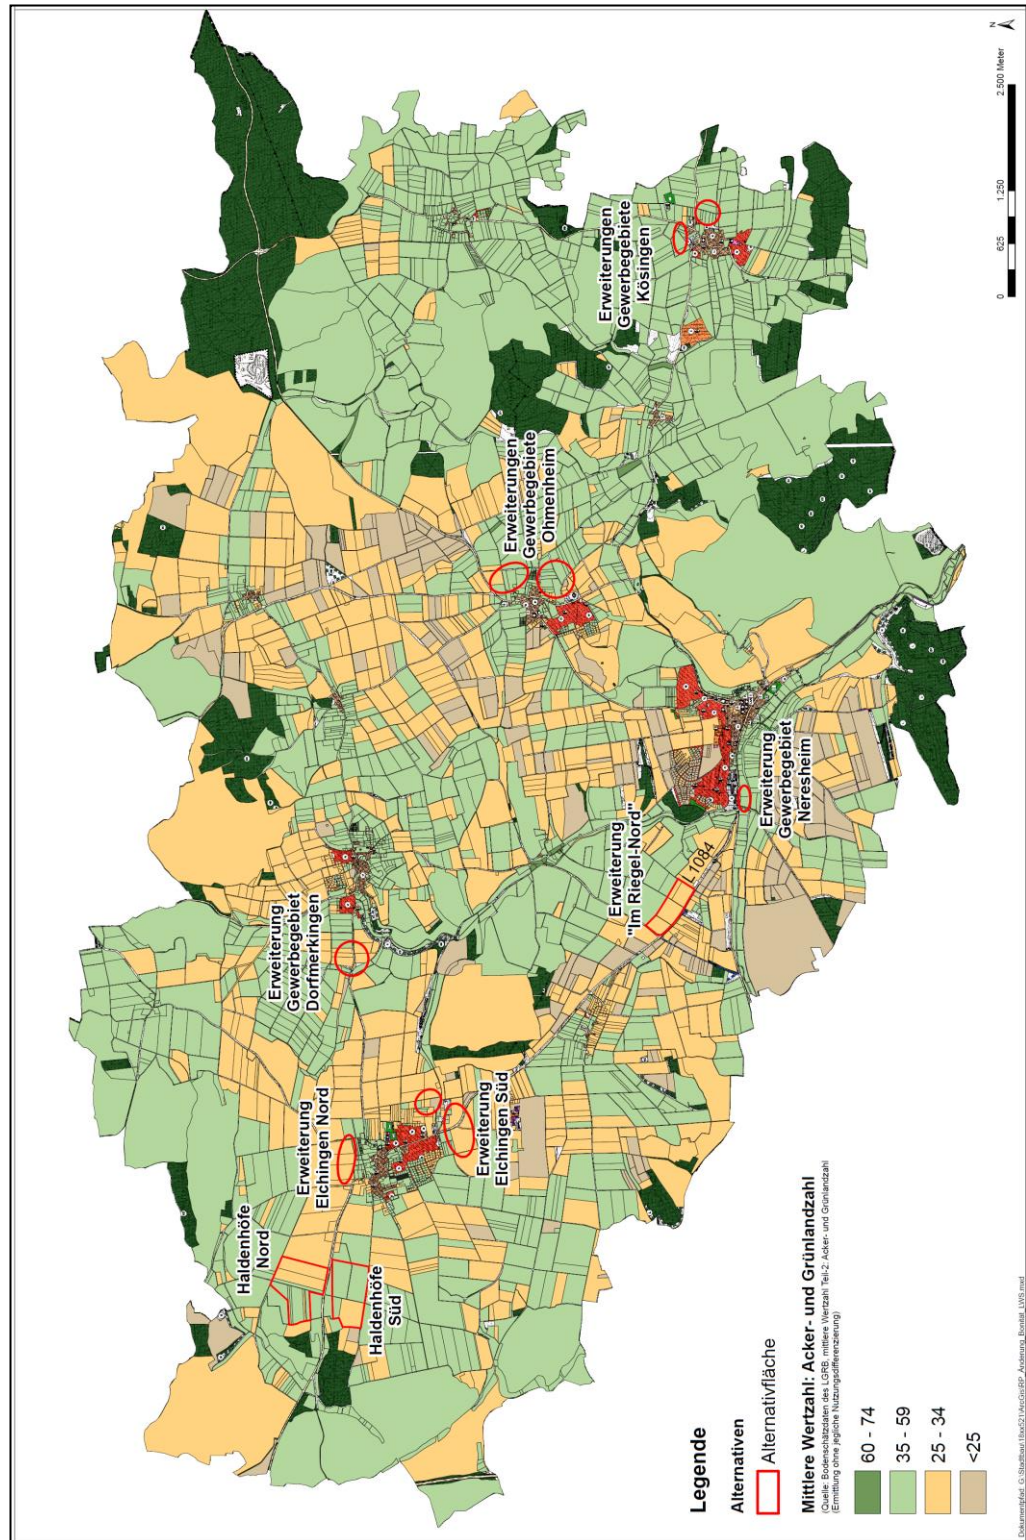 Haldenhöfe
Nord
Haldenhöfe
Süd
Erweiterung
Elchingen Nord
Erweiterung
Elchingen Süd
Erweiterung
Gewerbegebiet
Dorfmerkingen
Erweiterung
"Im Riegel-Nord"
L 1084
Erweiterung
Gewerbegebiet
Neresheim
Erweiterungen
Gewerbegebiete
Ohmenheim
Erweiterungen
Gewerbegebiete
Kösingen
Legende
Alternativen
Alternativfläche
Mittlere Wertzahl: Acker- und Grünlandzahl
(Quelle: Bodenschätzdaten des LGRB, mittlere Wertzahl Teil-2: Acker- und Grünlandzahl
(Ermittlung ohne jegliche Nutzungsdifferenzierung)
60 - 74
35 - 59
25 - 34
<25
0 625 1.250 2.500 Meter
N